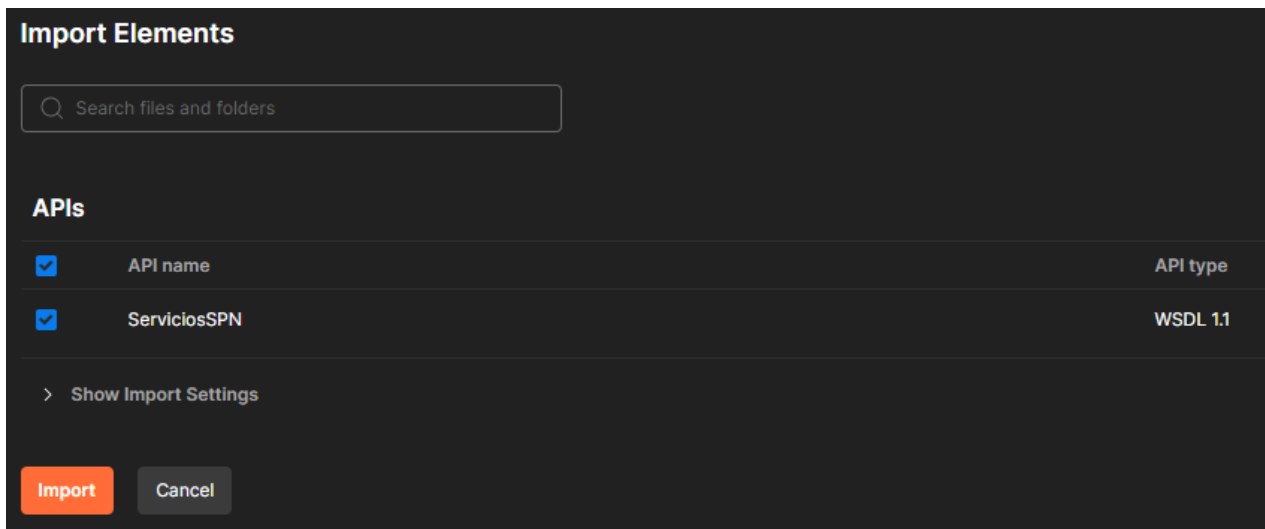 Import Elements
Search files and folders
APIs
API name API type
ServiciosSPN WSDL 1.1
Show Import Settings
Import Cancel